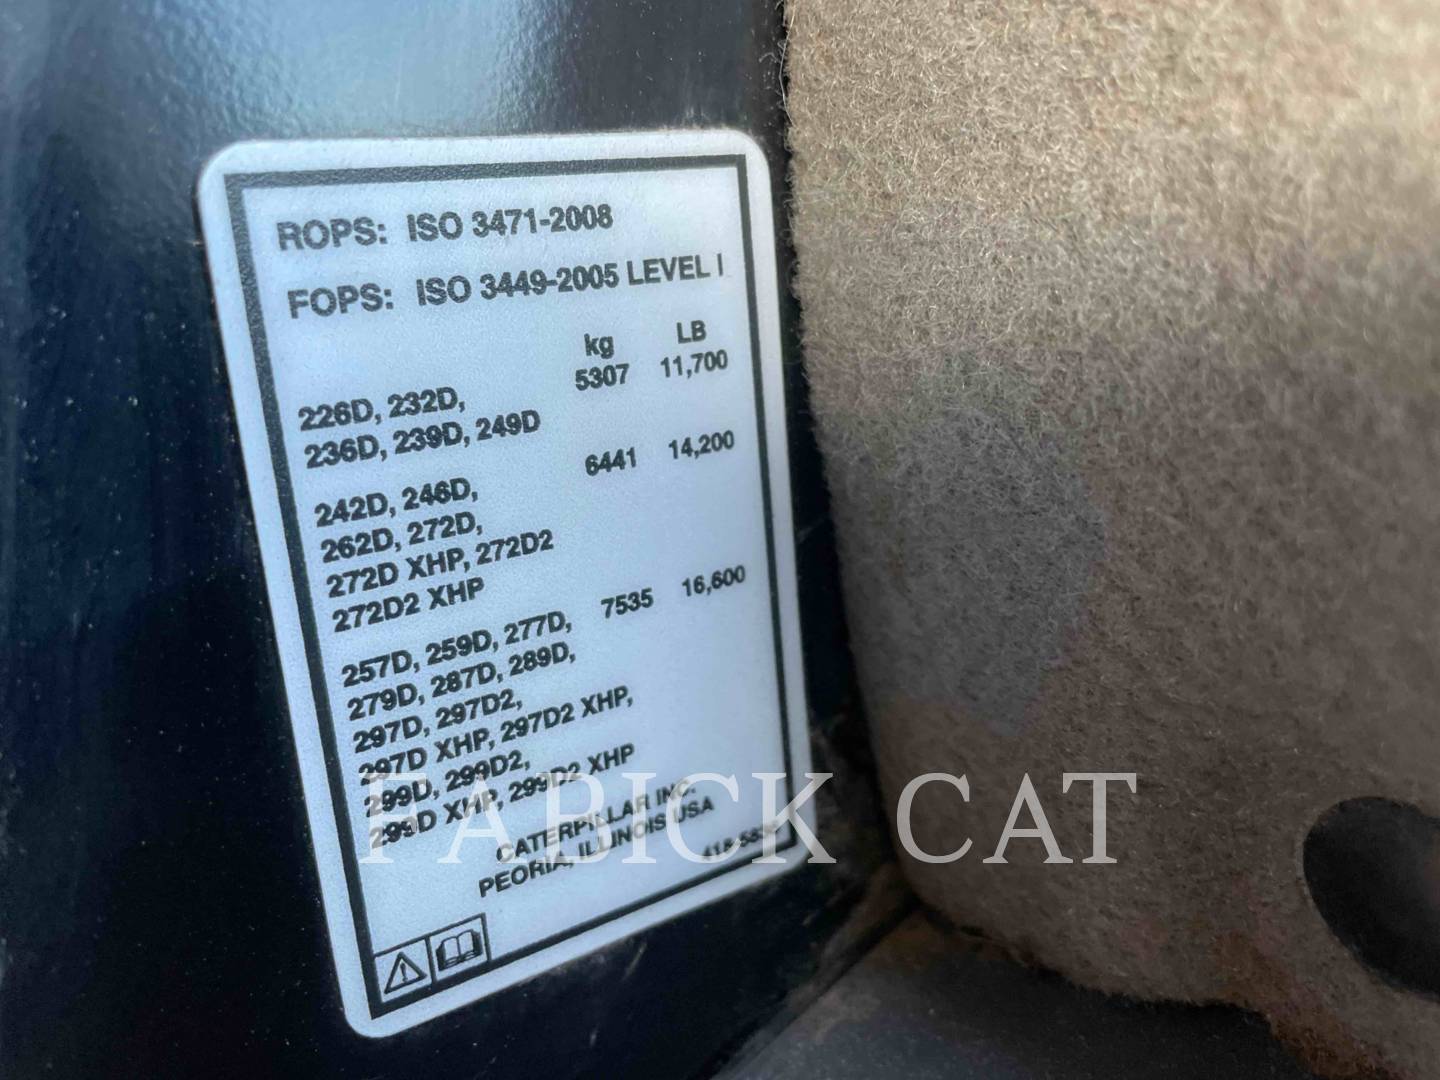 ROPS: ISO 3471-2008
FOPS: ISO 3449-2005 LEVEL I
kg LB
5307 11,700
226D, 232D,
236D, 239D, 249D
6441 14,200
242D, 246D,
262D, 272D,
272D XHP, 272D2
272D2 XHP
7535 16,600
257D, 259D, 277D,
279D, 287D, 289D,
297D, 297D2,
297D XHP, 297D2 XHP,
299D, 299D2,
299D XHP, 299D2 XHP
CATERPILLAR INC.
PEORIA, ILLINOIS USA
FABICK CAT